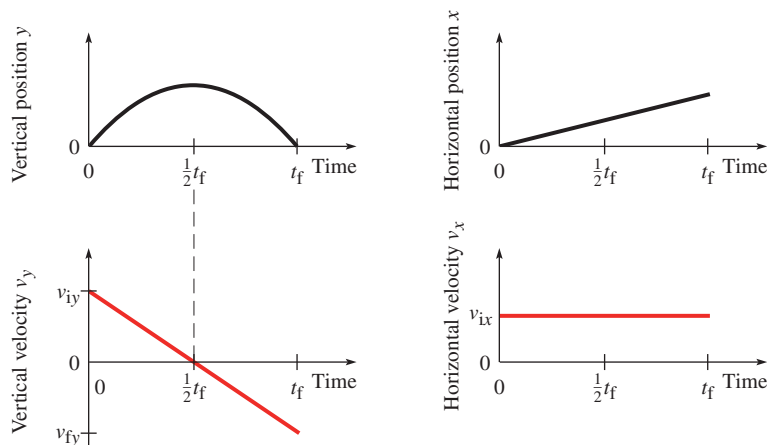 Vertical position y
0
0
½t_f
t_f
Time
Horizontal position x
0
0
½t_f
t_f
Time
Vertical velocity v_y
v_iy
0
0
½t_f
t_f
Time
v_fy
Horizontal velocity v_x
v_ix
0
0
½t_f
t_f
Time